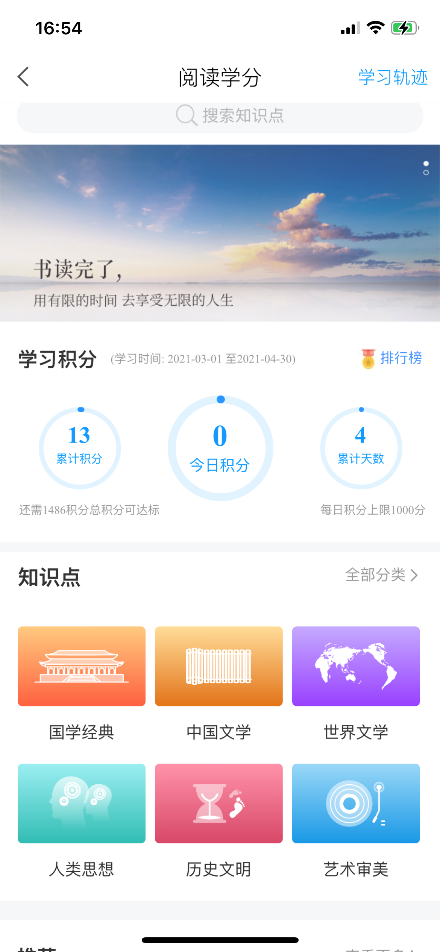 16:54
阅读学分
学习轨迹
搜索知识点
书读完了，
用有限的时间 去享受无限的人生
学习积分 (学习时间: 2021-03-01 至2021-04-30) 排行榜
13
累计积分
0
今日积分
4
累计天数
还需1486积分总积分可达标
每日积分上限1000分
知识点
全部分类
国学经典
中国文学
世界文学
人类思想
历史文明
艺术审美